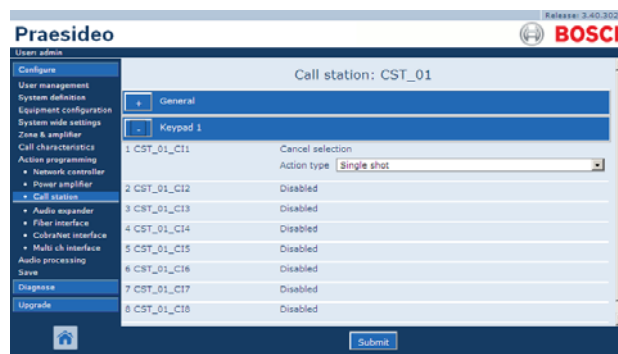 Release: 3.40.302
Praesideo
BOSCH
User: admin
Configure
User management
System definition
Equipment configuration
System wide settings
Zone & amplifier
Call characteristics
Action programming
• Network controller
• Power amplifier
• Call station
• Audio expander
• Fiber interface
• CobraNet interface
• Multi ch interface
Audio processing
Save
Diagnose
Upgrade
Call station: CST_01
+ General
- Keypad 1
1 CST_01_CI1 Cancel selection
Action type Single shot
2 CST_01_CI2 Disabled
3 CST_01_CI3 Disabled
4 CST_01_CI4 Disabled
5 CST_01_CI5 Disabled
6 CST_01_CI6 Disabled
7 CST_01_CI7 Disabled
8 CST_01_CI8 Disabled
Submit